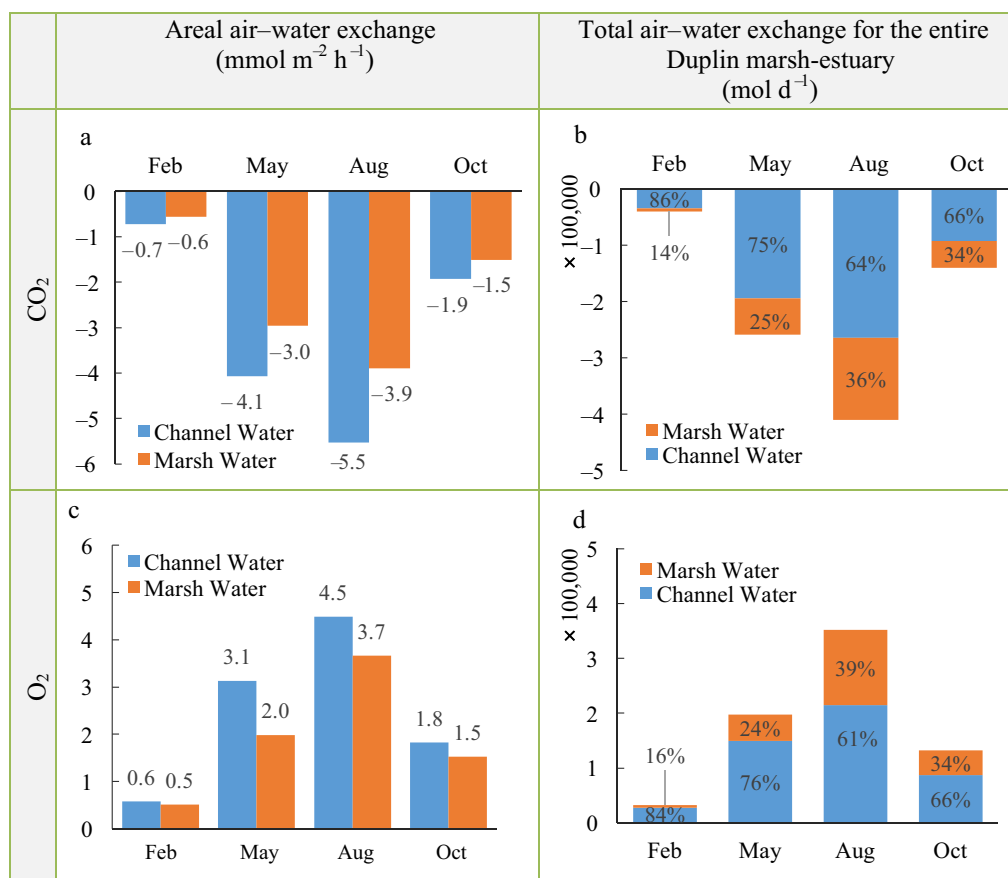 Areal air–water exchange
(mmol m⁻² h⁻¹)
Total air–water exchange for the entire
Duplin marsh-estuary
(mol d⁻¹)
CO₂
a
Feb May Aug Oct
0
–1
–2
–3
–4
–5
–6
–0.7
–0.6
–4.1
–3.0
–5.5
–3.9
–1.9
–1.5
Channel Water
Marsh Water
b
Feb May Aug Oct
× 100,000
0
–1
–2
–3
–4
–5
86%
14%
75%
25%
64%
36%
66%
34%
Marsh Water
Channel Water
O₂
c
6
5
4
3
2
1
0
Channel Water
Marsh Water
0.6
0.5
3.1
2.0
4.5
3.7
1.8
1.5
Feb May Aug Oct
d
× 100,000
5
4
3
2
1
0
Marsh Water
Channel Water
16%
84%
24%
76%
39%
61%
34%
66%
Feb May Aug Oct